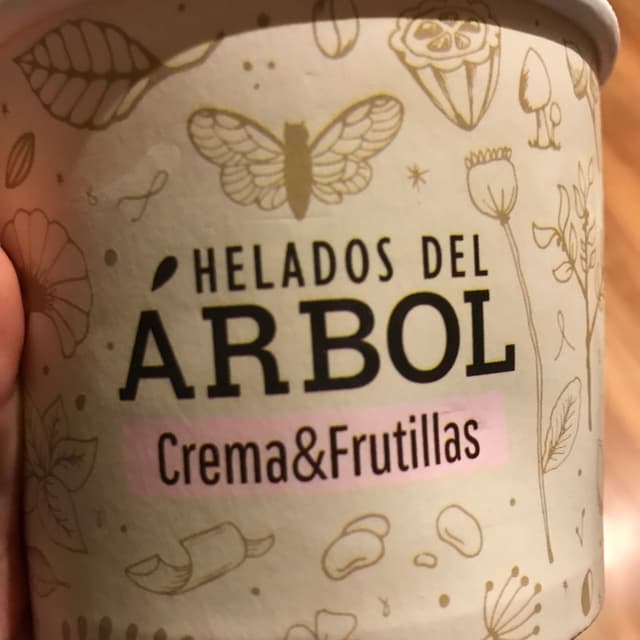 HELADOS DEL
ÁRBOL
Crema&Frutillas